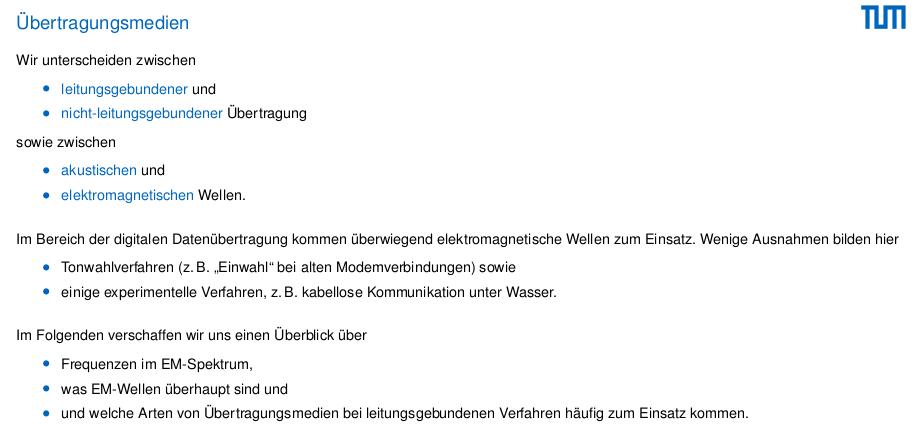 Übertragungsmedien
TUM
Wir unterscheiden zwischen
• leitungsgebundener und
• nicht-leitungsgebundener Übertragung
sowie zwischen
• akustischen und
• elektromagnetischen Wellen.
Im Bereich der digitalen Datenübertragung kommen überwiegend elektromagnetische Wellen zum Einsatz. Wenige Ausnahmen bilden hier
• Tonwahlverfahren (z. B. „Einwahl“ bei alten Modemverbindungen) sowie
• einige experimentelle Verfahren, z. B. kabellose Kommunikation unter Wasser.
Im Folgenden verschaffen wir uns einen Überblick über
• Frequenzen im EM-Spektrum,
• was EM-Wellen überhaupt sind und
• und welche Arten von Übertragungsmedien bei leitungsgebundenen Verfahren häufig zum Einsatz kommen.